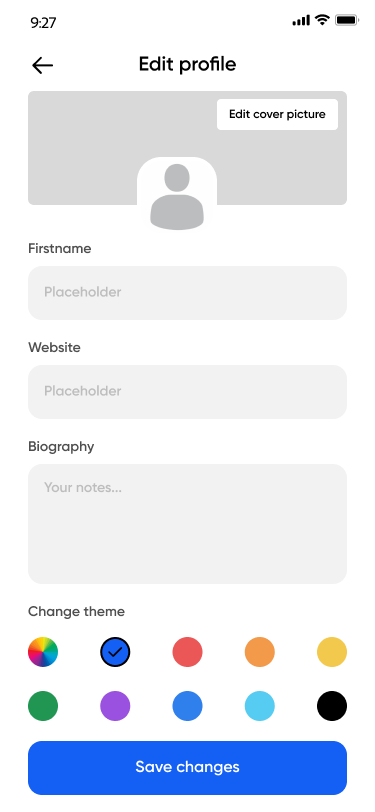 9:27
Edit profile
Edit cover picture
Firstname
Placeholder
Website
Placeholder
Biography
Your notes...
Change theme
Save changes